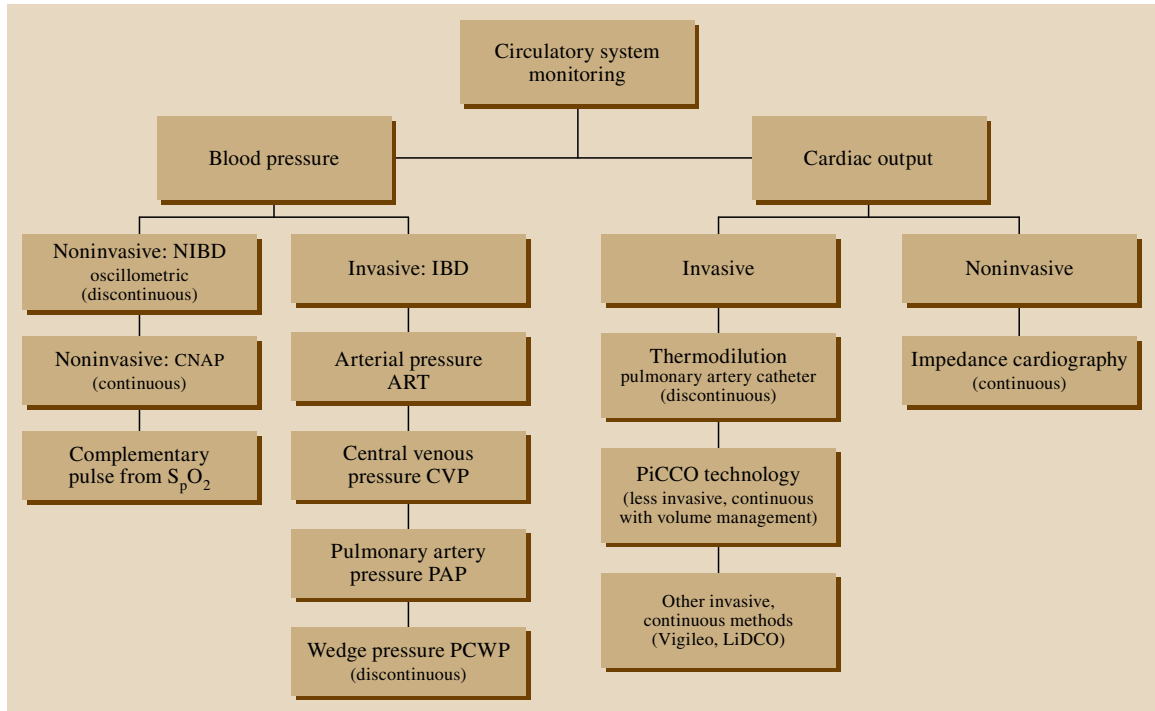 Circulatory system
monitoring
Blood pressure
Cardiac output
Noninvasive: NIBD
oscillometric
(discontinuous)
Noninvasive: CNAP
(continuous)
Complementary
pulse from SpO2
Invasive: IBD
Arterial pressure
ART
Central venous
pressure CVP
Pulmonary artery
pressure PAP
Wedge pressure PCWP
(discontinuous)
Invasive
Thermodilution
pulmonary artery catheter
(discontinuous)
PiCCO technology
(less invasive, continuous
with volume management)
Other invasive,
continuous methods
(Vigileo, LiDCO)
Noninvasive
Impedance cardiography
(continuous)